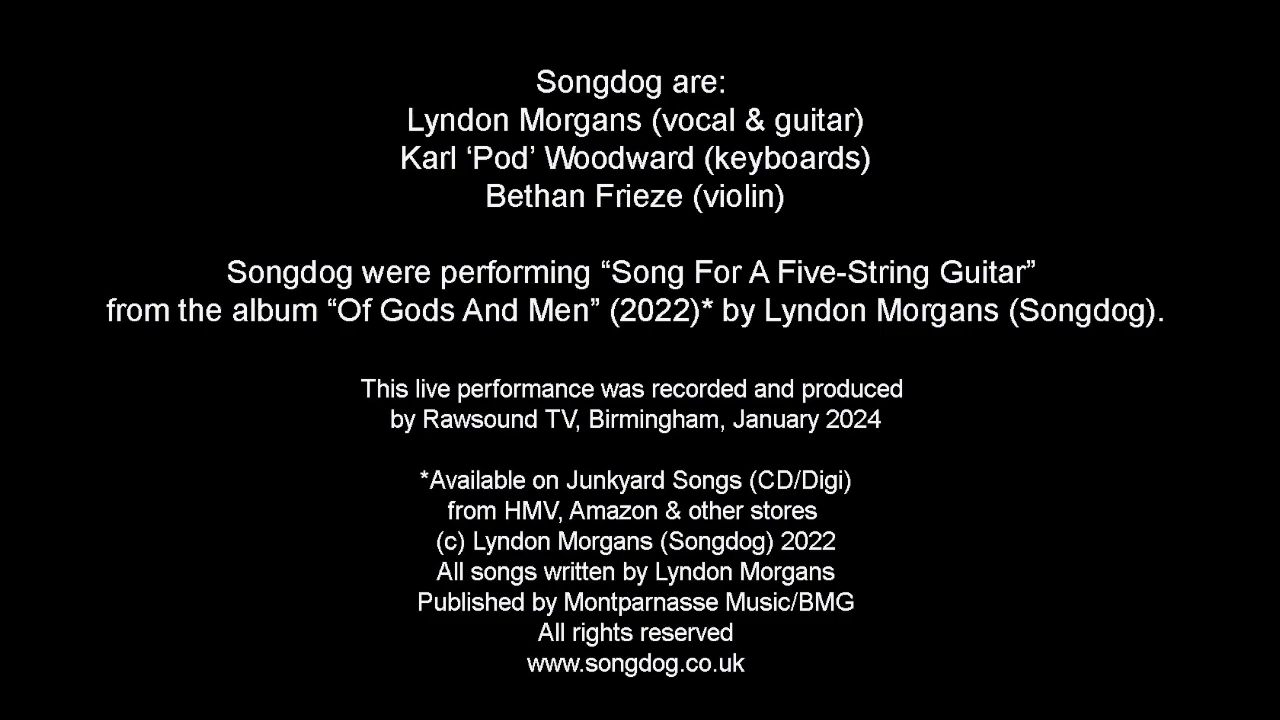 Songdog are:
Lyndon Morgans (vocal & guitar)
Karl ‘Pod’ Woodward (keyboards)
Bethan Frieze (violin)
Songdog were performing “Song For A Five-String Guitar”
from the album “Of Gods And Men” (2022)* by Lyndon Morgans (Songdog).
This live performance was recorded and produced
by Rawsound TV, Birmingham, January 2024
*Available on Junkyard Songs (CD/Digi)
from HMV, Amazon & other stores
(c) Lyndon Morgans (Songdog) 2022
All songs written by Lyndon Morgans
Published by Montparnasse Music/BMG
All rights reserved
www.songdog.co.uk